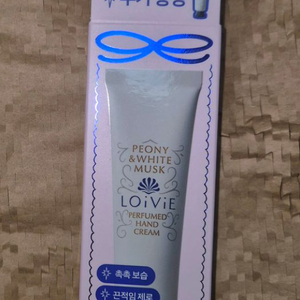 PEONY
& WHITE
MUSK
LOiViE
PERFUMED
HAND
CREAM
촉촉 보습
끈적임 제로